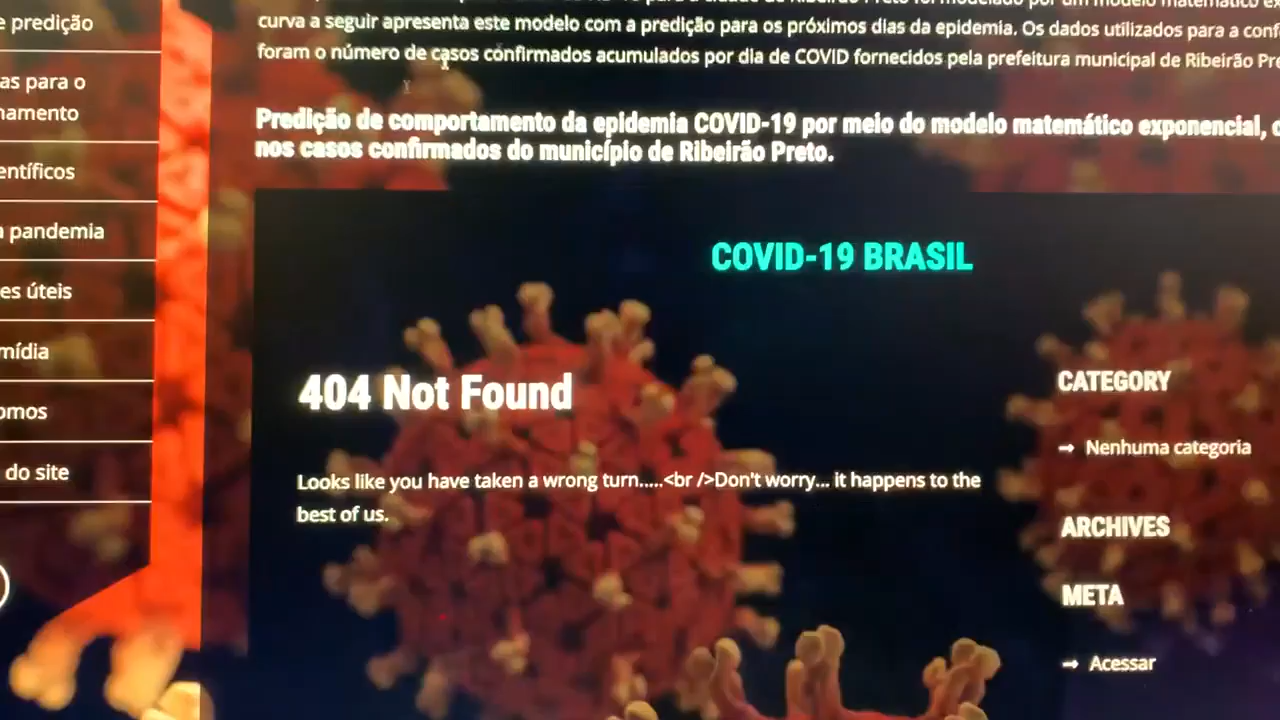 curva a seguir apresenta este modelo com a predição para os próximos dias da epidemia. Os dados utilizados para a
foram o número de casos confirmados acumulados por dia de COVID fornecidos pela prefeitura municipal de Ribeirão
Predição de comportamento da epidemia COVID-19 por meio do modelo matemático exponencial,
nos casos confirmados do município de Ribeirão Preto.
e predição
as para o
namento
entíficos
a pandemia
es úteis
mídia
omos
do site
COVID-19 BRASIL
404 Not Found
Looks like you have taken a wrong turn.....<br />Don't worry... it happens to the
best of us.
CATEGORY
→ Nenhuma categoria
ARCHIVES
META
→ Acessar